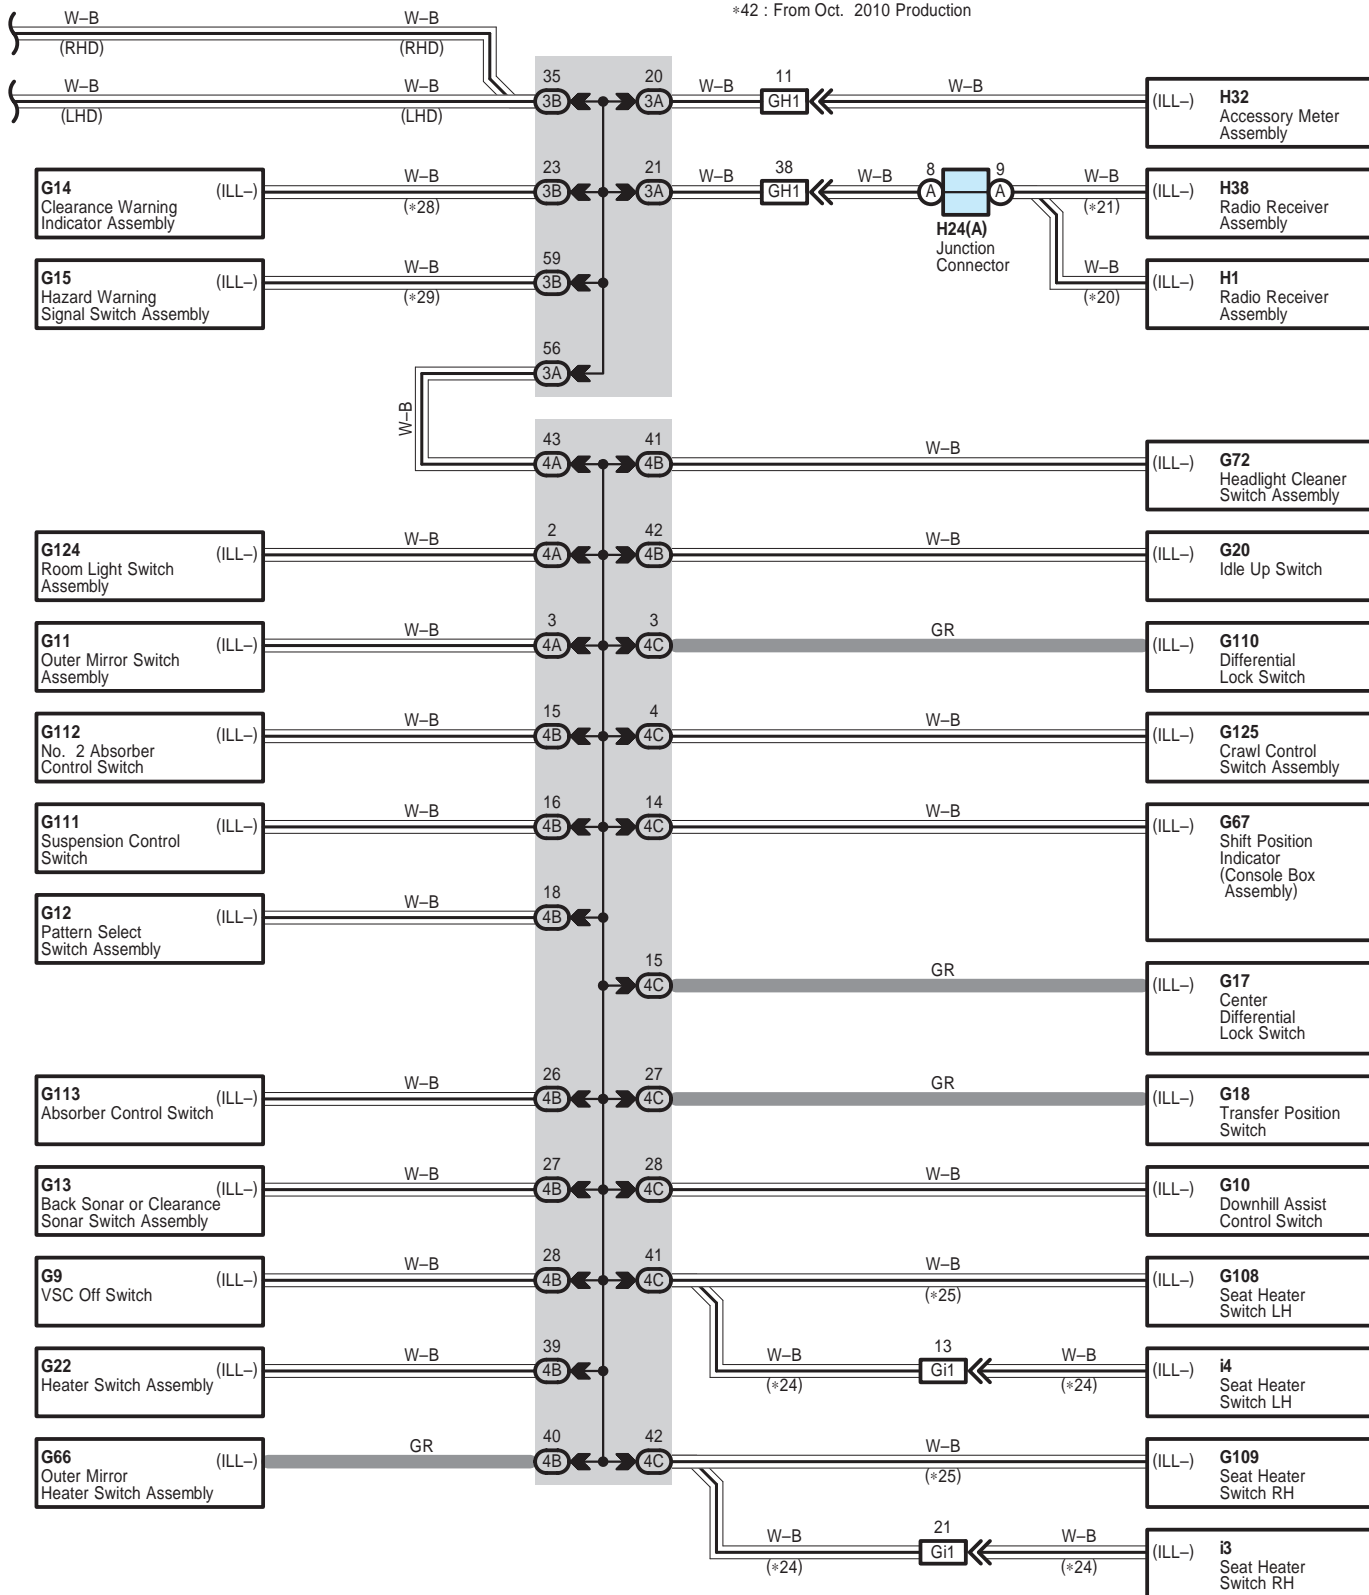 *42 : From Oct. 2010 Production
W–B W–B
(RHD) (RHD)
W–B W–B
(LHD) (LHD)
35 20 W–B 11 W–B
3B 3A GH1 (ILL–) H32
Accessory Meter
Assembly
G14 (ILL–) W–B 23 21 W–B 38 W–B 8 9 W–B
Clearance Warning
Indicator Assembly
(*28) 3B 3A GH1 A A (*21) (ILL–) H38
Radio Receiver
Assembly
H24(A)
Junction
Connector
G15 (ILL–) W–B 59
Hazard Warning
Signal Switch Assembly
(*29) 3B
W–B
(*20) (ILL–) H1
Radio Receiver
Assembly
56
3A
W–B
43 41 W–B
4A 4B (ILL–) G72
Headlight Cleaner
Switch Assembly
G124 (ILL–) W–B 2 42 W–B
Room Light Switch
Assembly
4A 4B (ILL–) G20
Idle Up Switch
G11 (ILL–) W–B 3 3 GR
Outer Mirror Switch
Assembly
4A 4C (ILL–) G110
Differential
Lock Switch
G112 (ILL–) W–B 15 4 W–B
No. 2 Absorber
Control Switch
4B 4C (ILL–) G125
Crawl Control
Switch Assembly
G111 (ILL–) W–B 16 14 W–B
Suspension Control
Switch
4B 4C (ILL–) G67
Shift Position
Indicator
(Console Box
Assembly)
G12 (ILL–) W–B 18
Pattern Select
Switch Assembly
4B
15 GR
4C (ILL–) G17
Center
Differential
Lock Switch
G113 (ILL–) W–B 26 27 GR
Absorber Control Switch
4B 4C (ILL–) G18
Transfer Position
Switch
G13 (ILL–) W–B 27 28 W–B
Back Sonar or Clearance
Sonar Switch Assembly
4B 4C (ILL–) G10
Downhill Assist
Control Switch
G9 (ILL–) W–B 28 41 W–B
VSC Off Switch
4B 4C (*25) (ILL–) G108
Seat Heater
Switch LH
G22 (ILL–) W–B 39
Heater Switch Assembly
4B
W–B 13 W–B
(*24) Gi1 (*24) (ILL–) i4
Seat Heater
Switch LH
G66 (ILL–) GR 40 42 W–B
Outer Mirror
Heater Switch Assembly
4B 4C (*25) (ILL–) G109
Seat Heater
Switch RH
W–B 21 W–B
(*24) Gi1 (*24) (ILL–) i3
Seat Heater
Switch RH